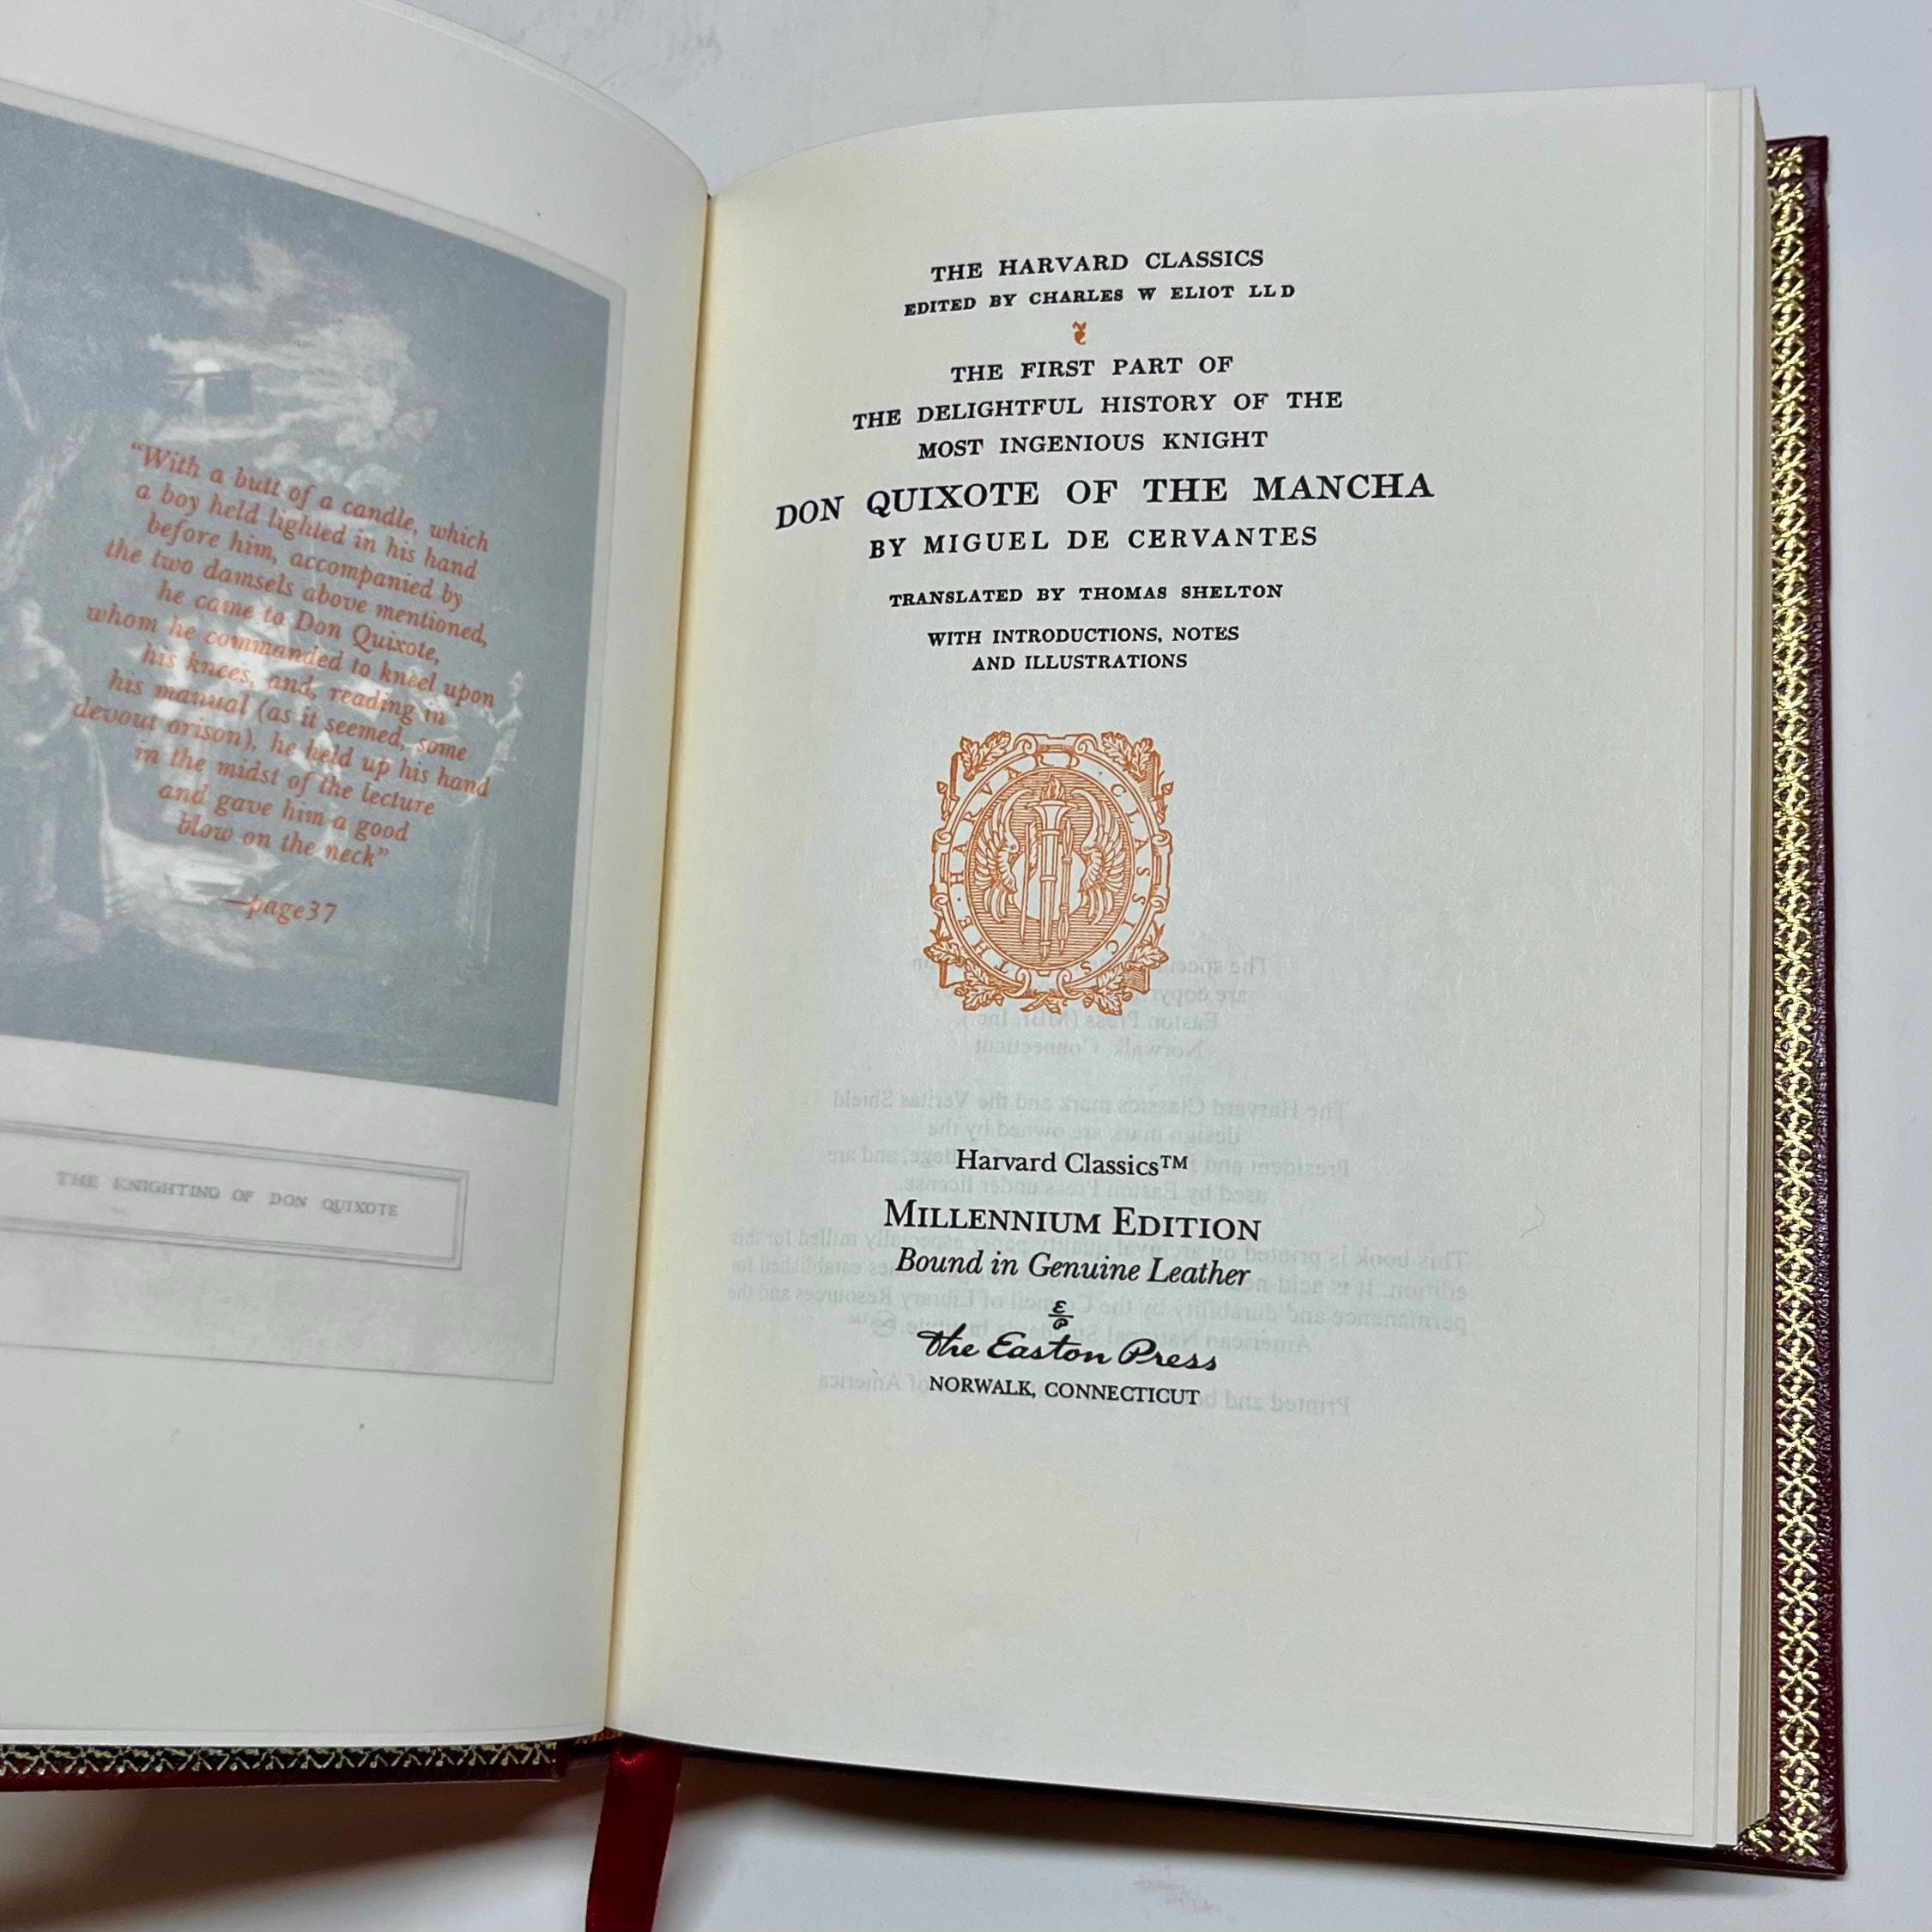 "With a butt of a candle, which
a boy held lighted in his hand
before him, accompanied by
the two damsels above mentioned,
he came to Don Quixote,
whom he commanded to kneel upon
his knees, and, reading in
his manual (as it seemed, some
devout orison), he held up his hand
in the midst of the lecture
and gave him a good
blow on the neck"
—page 37
THE KNIGHTING OF DON QUIXOTE
THE HARVARD CLASSICS
EDITED BY CHARLES W ELIOT LL D
THE FIRST PART OF
THE DELIGHTFUL HISTORY OF THE
MOST INGENIOUS KNIGHT
DON QUIXOTE OF THE MANCHA
BY MIGUEL DE CERVANTES
TRANSLATED BY THOMAS SHELTON
WITH INTRODUCTIONS, NOTES
AND ILLUSTRATIONS
THE HARVARD CLASSICS
Harvard Classics™
MILLENNIUM EDITION
Bound in Genuine Leather
E
P
The Easton Press
NORWALK, CONNECTICUT